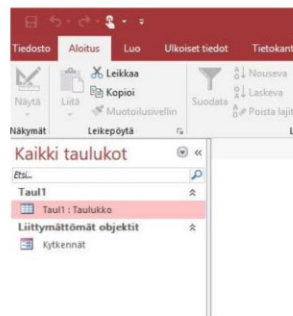 Tiedosto Aloitus Luo Ulkoiset tiedot Tietokant
Näytä
Liitä
Leikkaa
Kopioi
Muotoilusivellin
Suodata
Nouseva
Laskeva
Poista lajit
Näkymät Leikepöytä L
Kaikki taulukot
Etsi...
Taul1
Taul1 : Taulukko
Liittymättömät objektit
Kytkennät